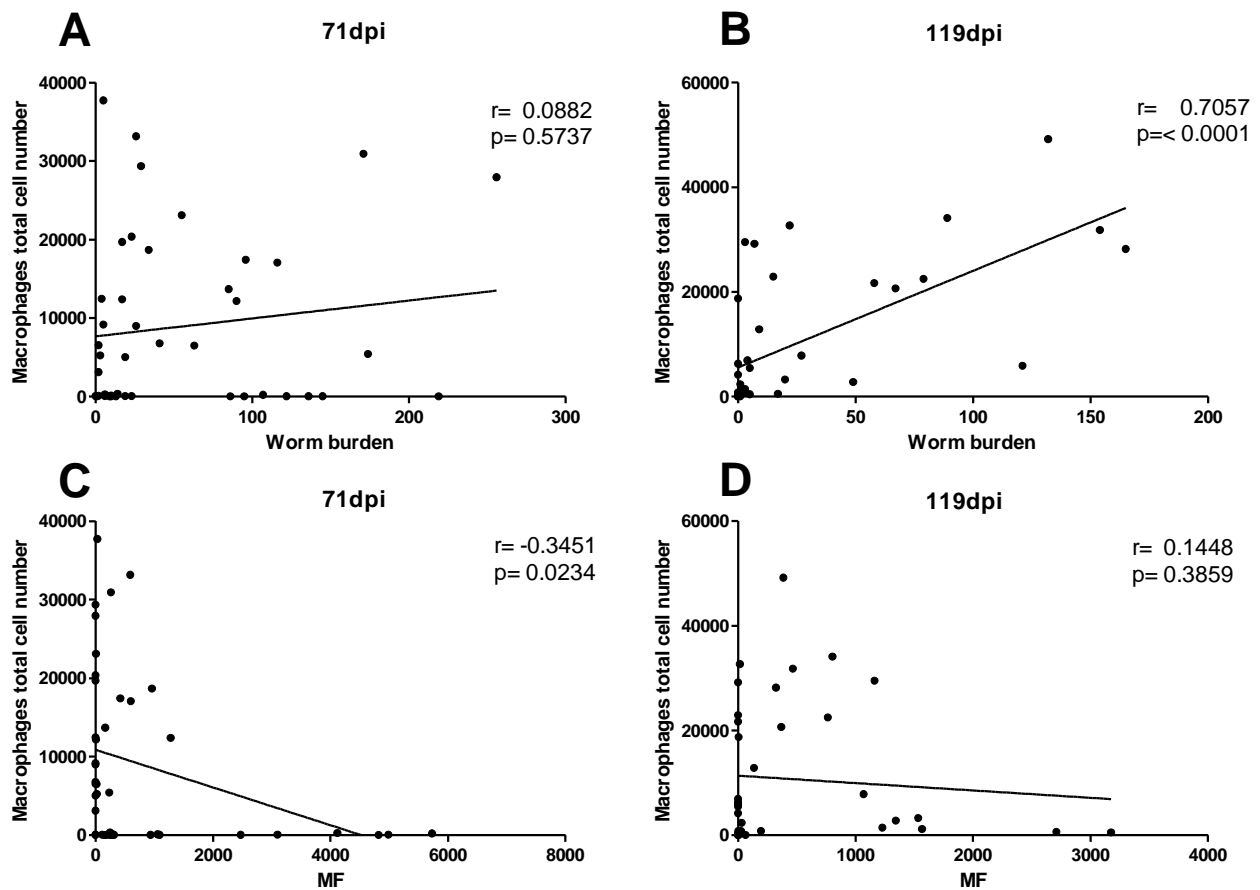 A
71dpi
Macrophages total cell number
40000
30000
20000
10000
0
0
100
200
300
Worm burden
r= 0.0882
p= 0.5737
B
119dpi
Macrophages total cell number
60000
40000
20000
0
0
50
100
150
200
Worm burden
r= 0.7057
p=< 0.0001
C
71dpi
Macrophages total cell number
40000
30000
20000
10000
0
0
2000
4000
6000
8000
MF
r= -0.3451
p= 0.0234
D
119dpi
Macrophages total cell number
60000
40000
20000
0
0
1000
2000
3000
4000
MF
r= 0.1448
p= 0.3859